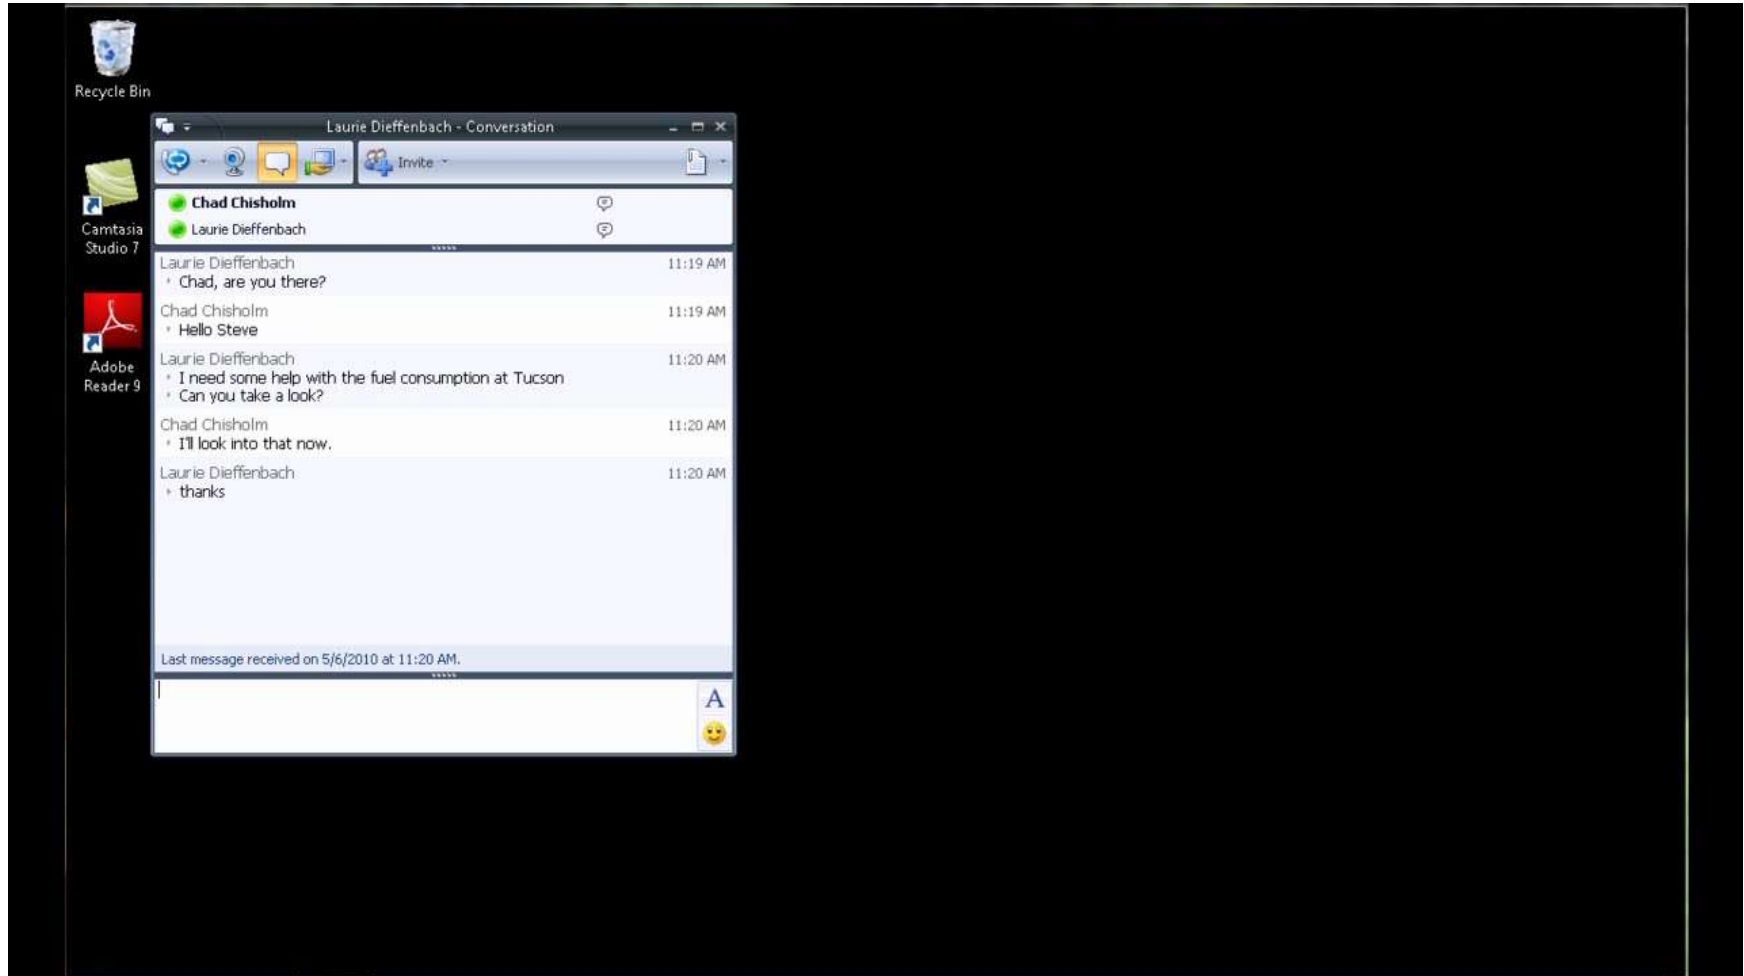 Recycle Bin
Camtasia
Studio 7
Adobe
Reader 9
Laurie Dieffenbach - Conversation
Invite
Chad Chisholm
Laurie Dieffenbach
Laurie Dieffenbach 11:19 AM
Chad, are you there?
Chad Chisholm 11:19 AM
Hello Steve
Laurie Dieffenbach 11:20 AM
I need some help with the fuel consumption at Tucson
Can you take a look?
Chad Chisholm 11:20 AM
I'll look into that now.
Laurie Dieffenbach 11:20 AM
thanks
Last message received on 5/6/2010 at 11:20 AM.
A